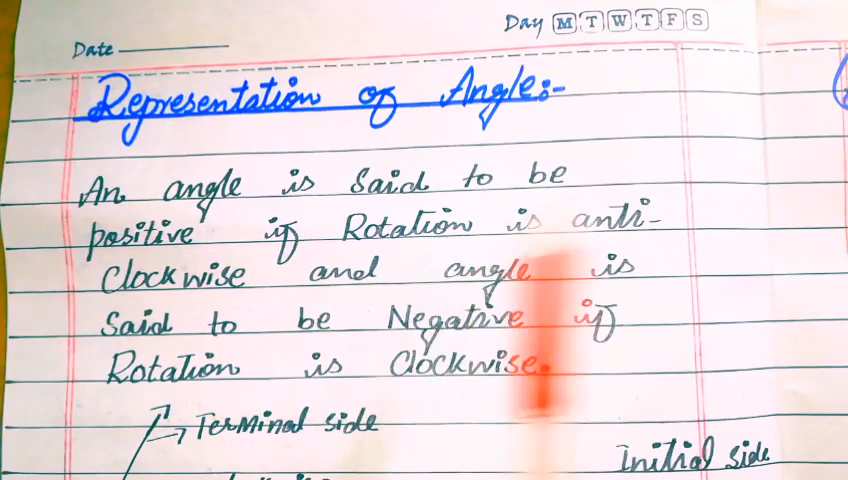 Day M T W T F S
Date
Representation of Angle:-
An angle is said to be
positive if Rotation is anti-
Clockwise and angle is
Said to be Negative if
Rotation is Clockwise.
Terminal side
Initial side